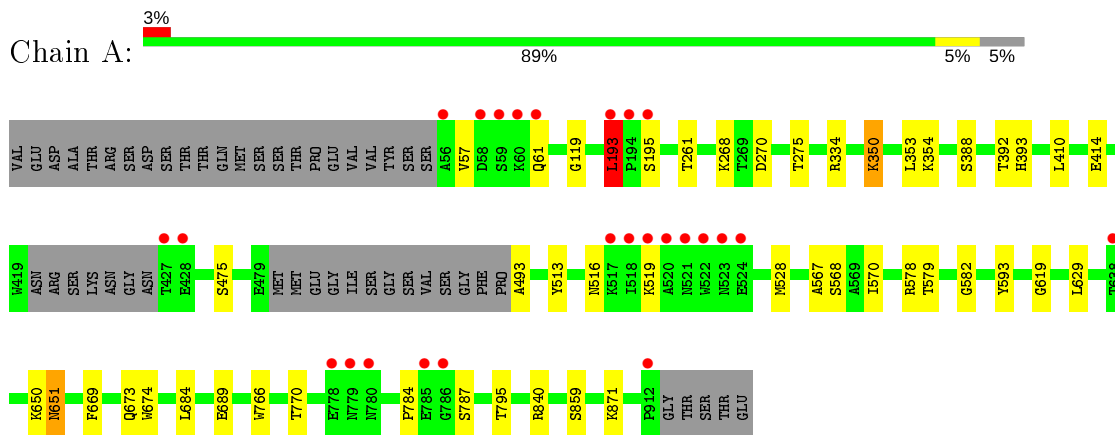 3%
Chain A:
89% 5% 5%
VAL GLU ASP ALA THR ARG SER ASP SER THR THR GLN MET SER SER THR PRO GLU VAL VAL TYR SER SER A56 V57 D58 S59 K60 Q61 G119 L193 P194 S195 T261 K268 T269 D270 T275 R334 K350 L353 K354 S388 T392 H393 L410 E414
W419 ASN ARG SER LYS ASN GLY ASN T427 E428 S475 E479 MET MET GLU GLY ILE SER GLY SER VAL SER GLY PHE PRO A493 Y513 N516 K517 I518 K519 A520 N521 W522 N523 E524 M528 A567 S568 A569 I570 R578 T579 G582 Y593 G619 L629
K650 N651 F669 Q673 W674 L684 E689 W766 T770 E778 N779 N780 P784 E785 G786 S787 T795 R840 S859 K871 P912 GLY THR SER THR GLU